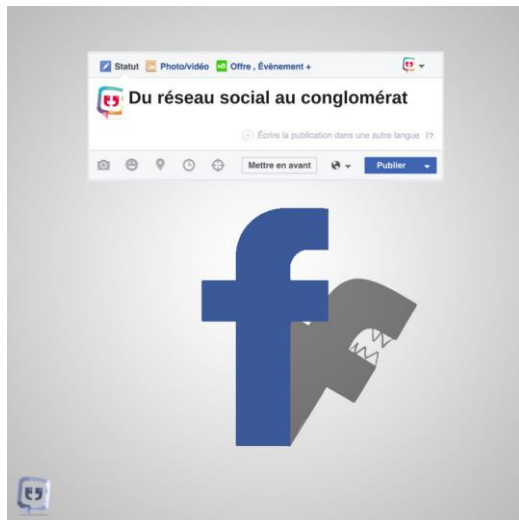 Statut Photo/vidéo Offre , Évènement +
Du réseau social au conglomérat
Écrire la publication dans une autre langue [?
Mettre en avant Publier
f